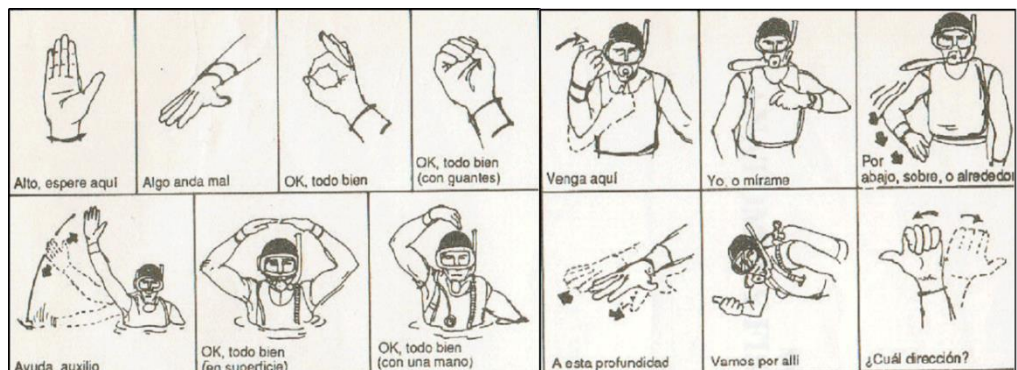 Alto, espere aquí
Algo anda mal
OK, todo bien
OK, todo bien
(con guantes)
Venga aquí
Yo, o mírame
Por
abajo, sobre, o alrededor
Ayuda, auxilio
OK, todo bien
(en superficie)
OK, todo bien
(con una mano)
A esta profundidad
Vamos por alli
¿Cuál dirección?